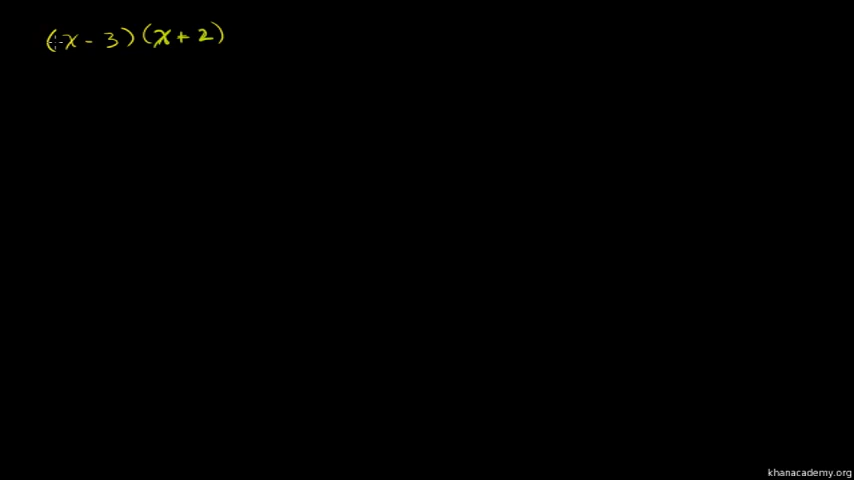 (x - 3)(x + 2)
khanacademy.org